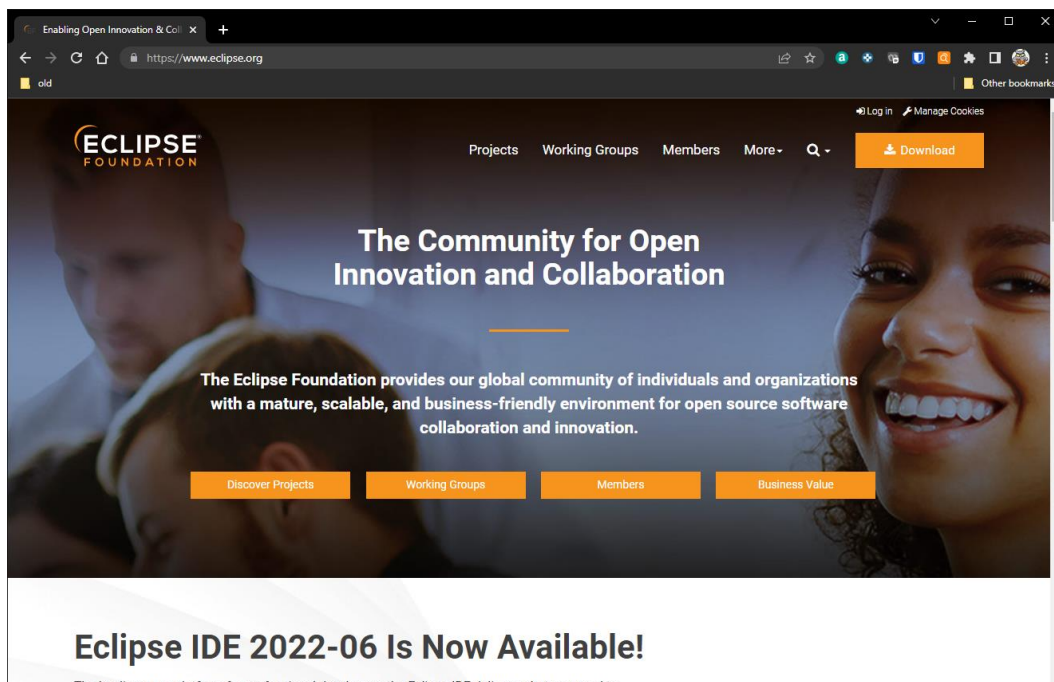 Enabling Open Innovation & Coll
https://www.eclipse.org
old
Other bookmarks
Log in Manage Cookies
ECLIPSE®
FOUNDATION
Projects Working Groups Members More Download
The Community for Open
Innovation and Collaboration
The Eclipse Foundation provides our global community of individuals and organizations
with a mature, scalable, and business-friendly environment for open source software
collaboration and innovation.
Discover Projects Working Groups Members Business Value
Eclipse IDE 2022-06 Is Now Available!